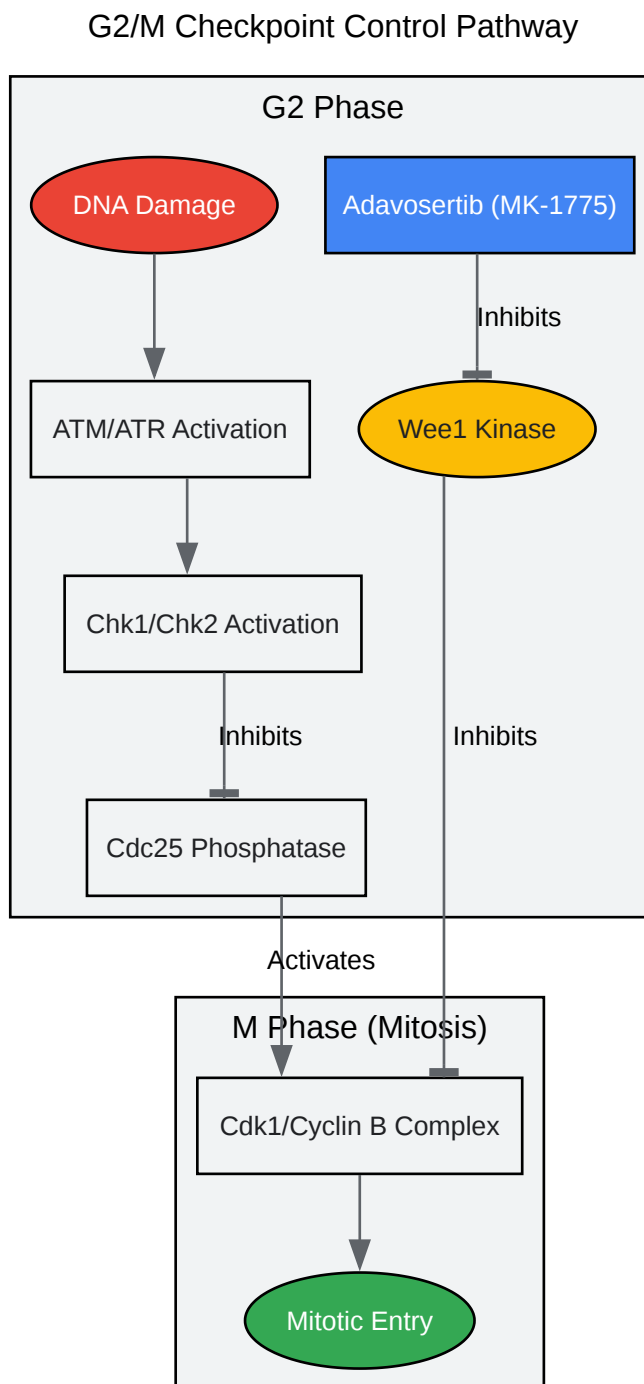 G2/M Checkpoint Control Pathway
G2 Phase
DNA Damage
Adavosertib (MK-1775)
Inhibits
ATM/ATR Activation
Wee1 Kinase
Chk1/Chk2 Activation
Inhibits
Inhibits
Cdc25 Phosphatase
Activates
M Phase (Mitosis)
Cdk1/Cyclin B Complex
Mitotic Entry